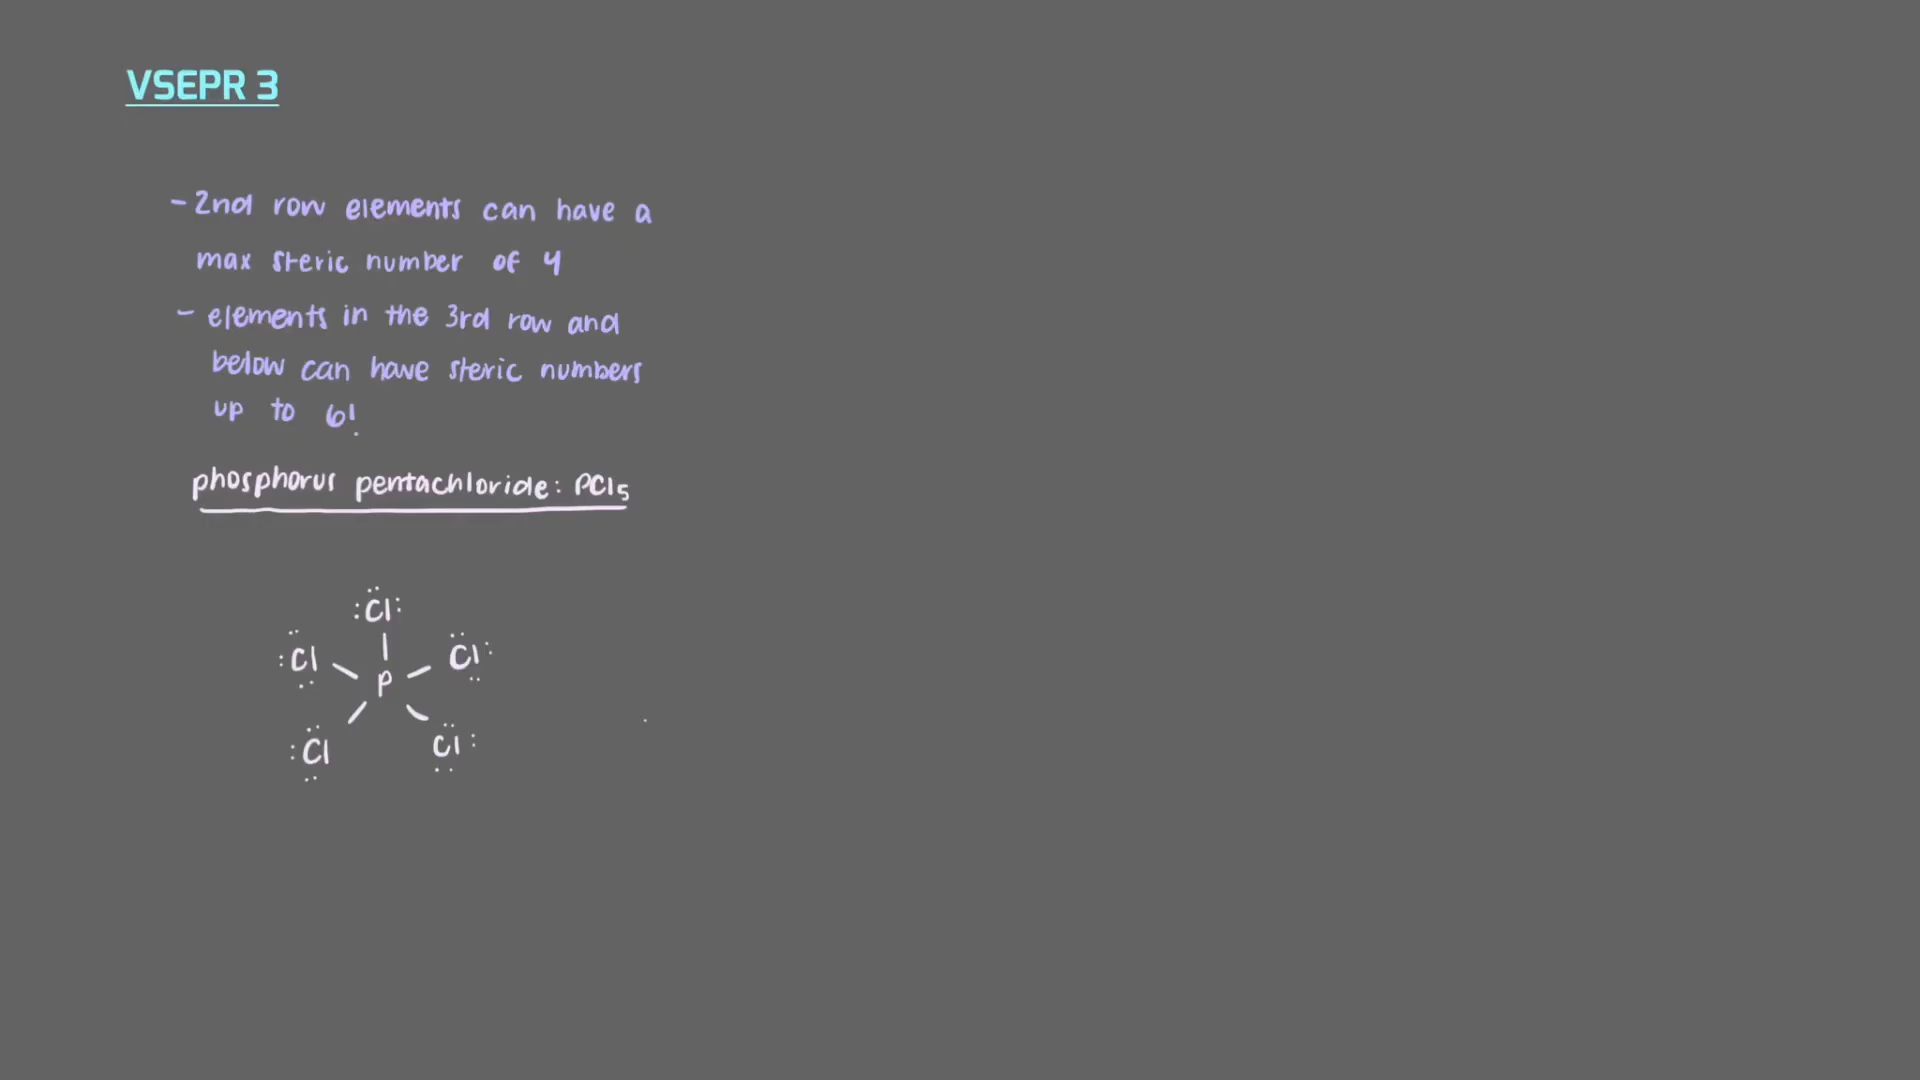 VSEPR 3
- 2nd row elements can have a
max steric number of 4
- elements in the 3rd row and
below can have steric numbers
up to 6!
phosphorus pentachloride: PCl5
:Cl:
:Cl
Cl:
P
:Cl
Cl: